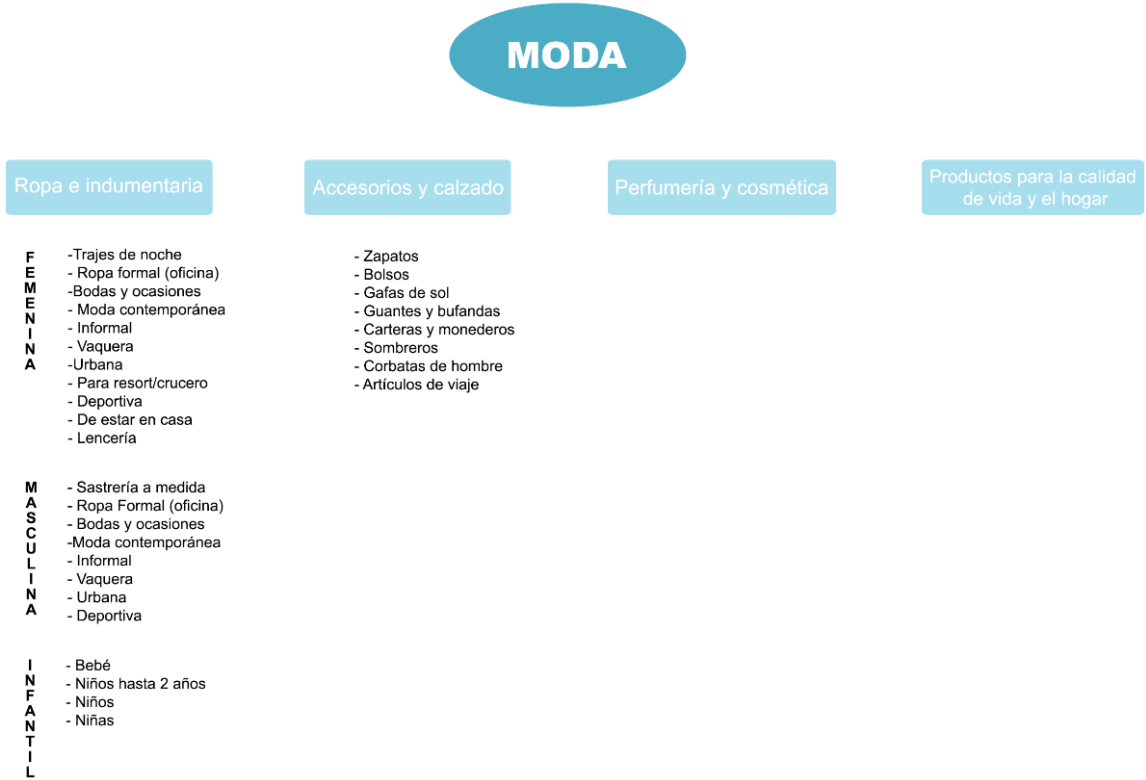 MODA
Ropa e indumentaria
FEMENINA
-Trajes de noche
- Ropa formal (oficina)
-Bodas y ocasiones
- Moda contemporánea
- Informal
- Vaquera
-Urbana
- Para resort/crucero
- Deportiva
- De estar en casa
- Lencería
MASCULINA
- Sastrería a medida
- Ropa Formal (oficina)
- Bodas y ocasiones
-Moda contemporánea
- Informal
- Vaquera
- Urbana
- Deportiva
INFANTIL
- Bebé
- Niños hasta 2 años
- Niños
- Niñas
Accesorios y calzado
- Zapatos
- Bolsos
- Gafas de sol
- Guantes y bufandas
- Carteras y monederos
- Sombreros
- Corbatas de hombre
- Artículos de viaje
Perfumería y cosmética
Productos para la calidad
de vida y el hogar